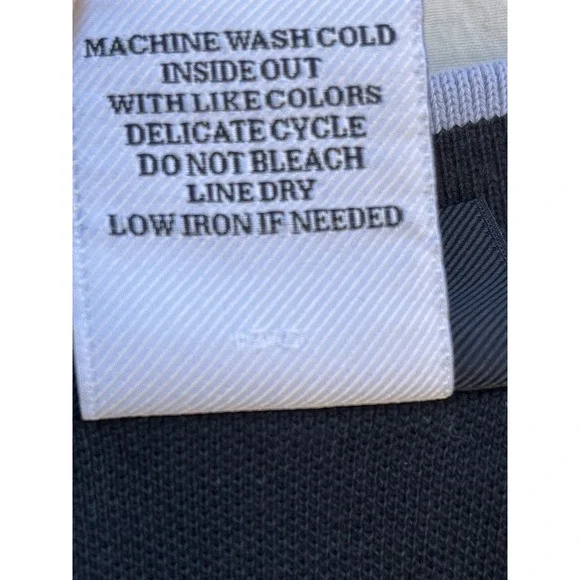 MACHINE WASH COLD
INSIDE OUT
WITH LIKE COLORS
DELICATE CYCLE
DO NOT BLEACH
LINE DRY
LOW IRON IF NEEDED